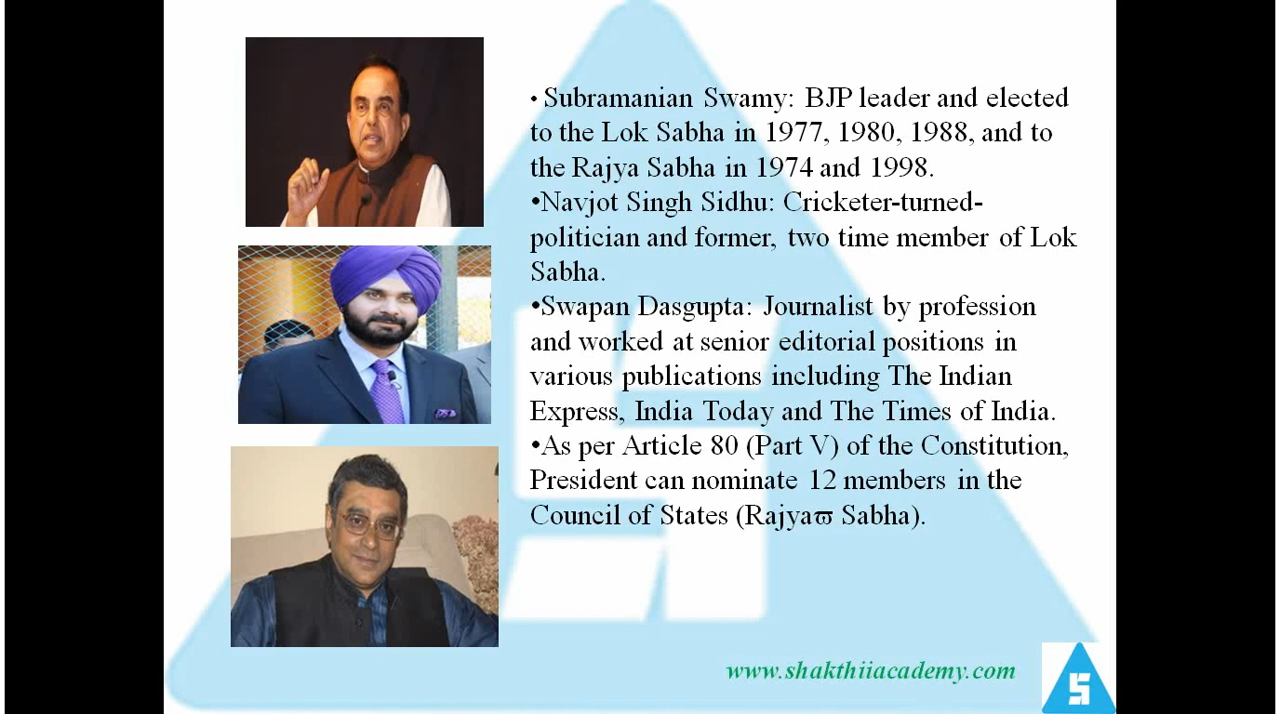 • Subramanian Swamy: BJP leader and elected
to the Lok Sabha in 1977, 1980, 1988, and to
the Rajya Sabha in 1974 and 1998.
•Navjot Singh Sidhu: Cricketer-turned-
politician and former, two time member of Lok
Sabha.
•Swapan Dasgupta: Journalist by profession
and worked at senior editorial positions in
various publications including The Indian
Express, India Today and The Times of India.
•As per Article 80 (Part V) of the Constitution,
President can nominate 12 members in the
Council of States (Rajyaϖ Sabha).
www.shakthiiacademy.com